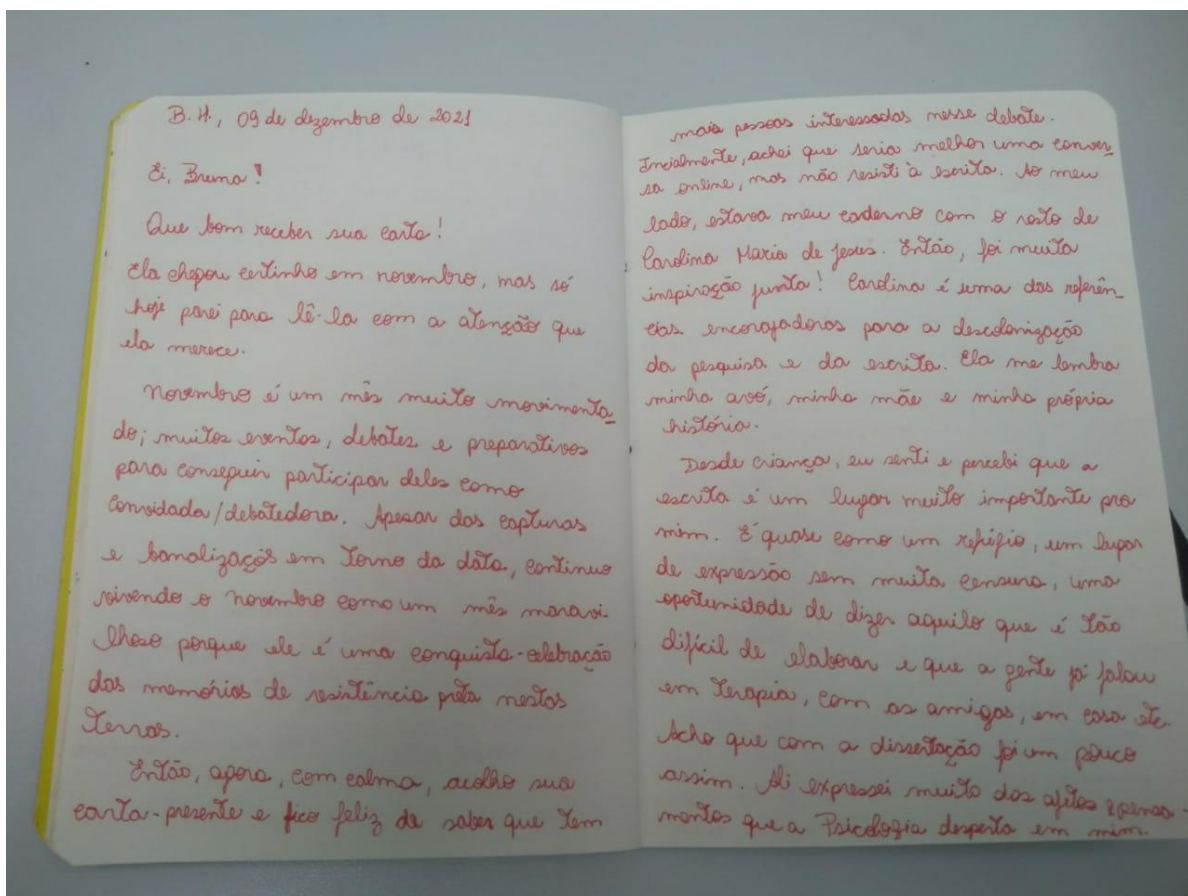 B.H., 09 de dezembro de 2021
Ei, Bruna!
Que bom receber sua carta!
Ela chegou certinho em novembro, mas só
hoje parei para lê-la com a atenção que
ela merece.
Novembro é um mês muito movimenta
do; muitos eventos, debates e preparativos
para conseguir participar deles como
convidada/debatedora. Apesar das capturas
e banalizaçõs em torno da data, continuo
vivendo o novembro como um mês maravi-
lhoso porque ele é uma conquista-celebração
das memórias de resistência preta nestas
terras.
Então, agora, com calma, acolho sua
carta-presente e fico feliz de saber que tem
mais pessoas interessadas nesse debate.
Incialmente, achei que seria melhor uma conver
sa online, mas não resisti à escrita. Ao meu
lado, estava meu caderno com o rosto de
Carolina Maria de Jesus. Então, foi muita
inspiração junta! Carolina é uma das referên
cias encorajadoras para a descolonização
da pesquisa e da escrita. Ela me lembra
minha avó, minha mãe e minha própria
história.
Desde criança, eu senti e percebi que a
escrita é um lugar muito importante pra
mim. É quase como um refúgio, um lugar
de expressão sem muita censura, uma
oportunidade de dizer aquilo que é tão
difícil de elaborar e que a gente já falou
em terapia, com as amigas, em casa etc.
Acho que com a dissertação foi um pouco
assim. Ali expressei muito dos afetos e pensa-
mentos que a Psicologia desperta em mim.